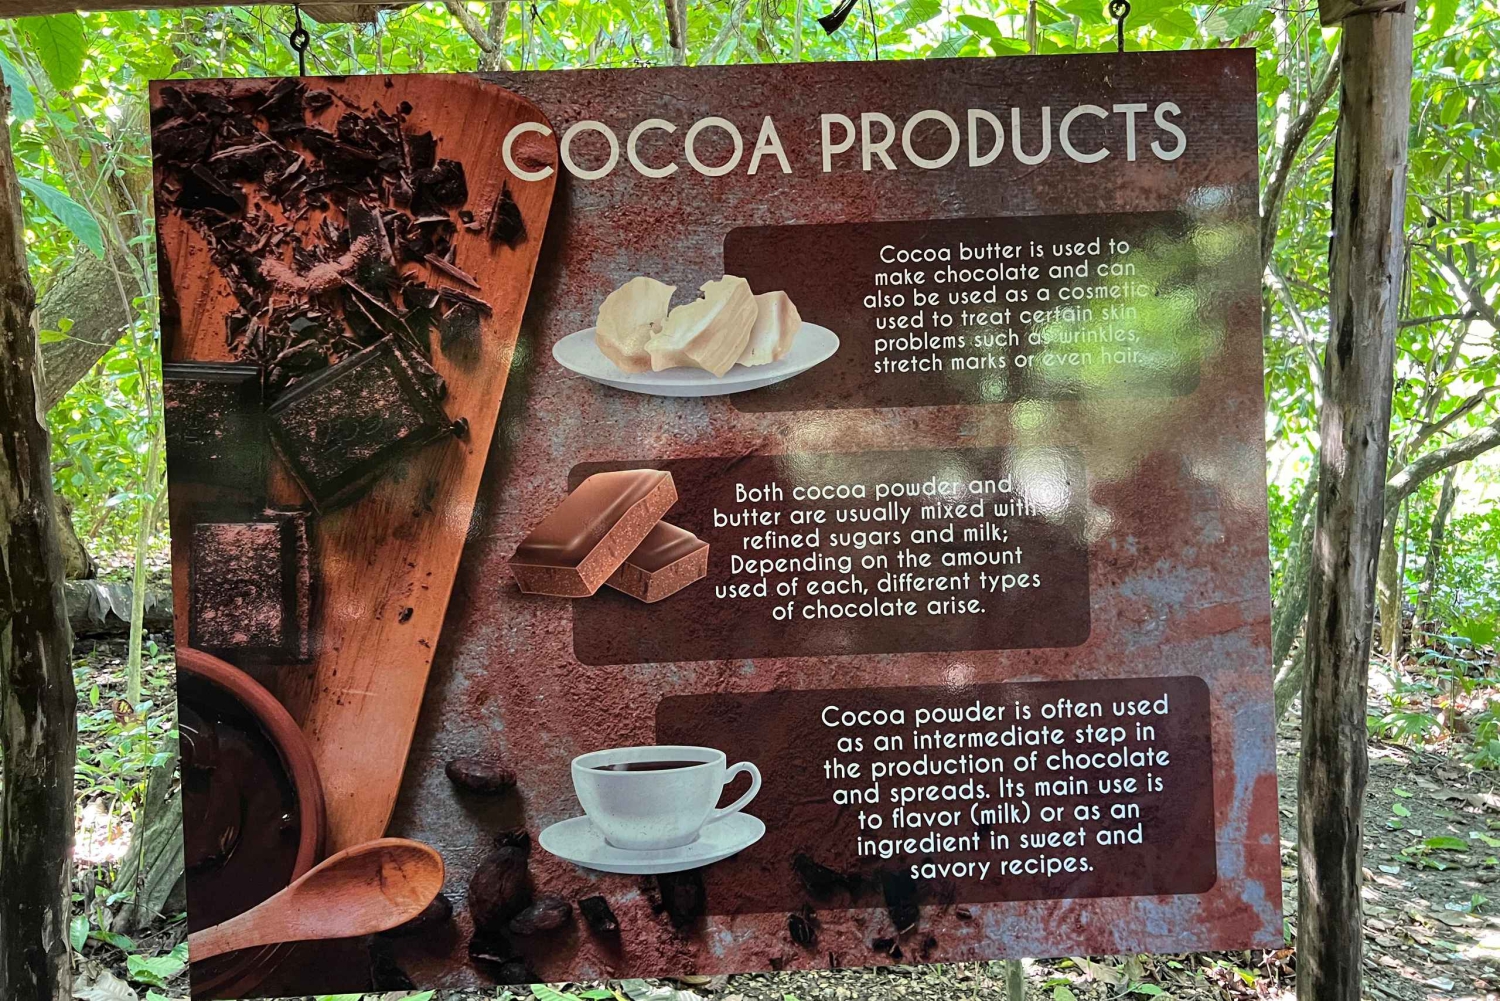 COCOA PRODUCTS
Cocoa butter is used to
make chocolate and can
also be used as a cosmetic
used to treat certain skin
problems such as wrinkles,
stretch marks or even hair.
Both cocoa powder and
butter are usually mixed with
refined sugars and milk;
Depending on the amount
used of each, different types
of chocolate arise.
Cocoa powder is often used
as an intermediate step in
the production of chocolate
and spreads. Its main use is
to flavor (milk) or as an
ingredient in sweet and
savory recipes.